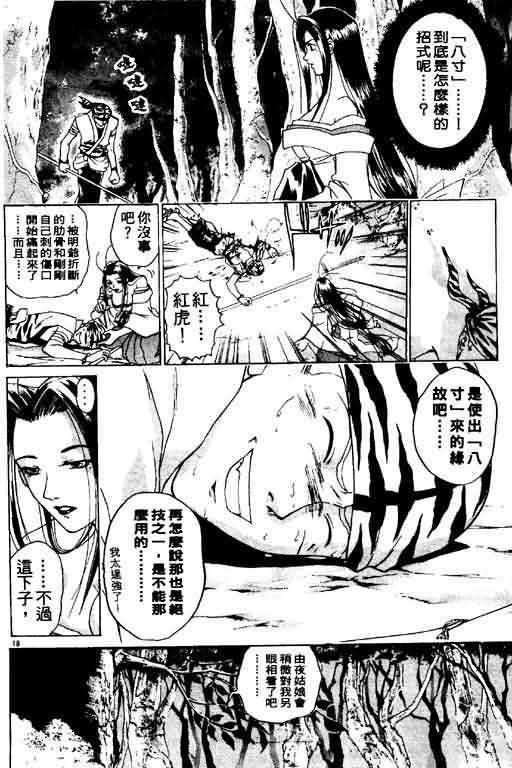 「八寸」……！
到底是怎麼樣的
招式呢……？
噠
噠
噠
紅……
紅虎！
你沒事
吧？
……被明爺折斷
的肋骨和剛剛
自己刺的傷口
開始痛起來了
……而且……
是使出「八
寸」來的緣
故吧……
再怎麼說那也是絕
技之一，是不能那
麼用的…………
我太逞強了
……
……不過
這下子，
由夜姑娘會
稍微對我另
眼相看了吧
………
18